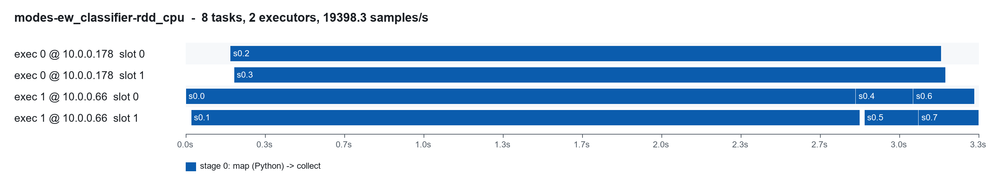 modes-ew_classifier-rdd_cpu - 8 tasks, 2 executors, 19398.3 samples/s
exec 0 @ 10.0.0.178 slot 0
s0.2
exec 0 @ 10.0.0.178 slot 1
s0.3
exec 1 @ 10.0.0.66 slot 0
s0.0 s0.4 s0.6
exec 1 @ 10.0.0.66 slot 1
s0.1 s0.5 s0.7
0.0s 0.3s 0.7s 1.0s 1.3s 1.7s 2.0s 2.3s 2.7s 3.0s 3.3s
stage 0: map (Python) -> collect